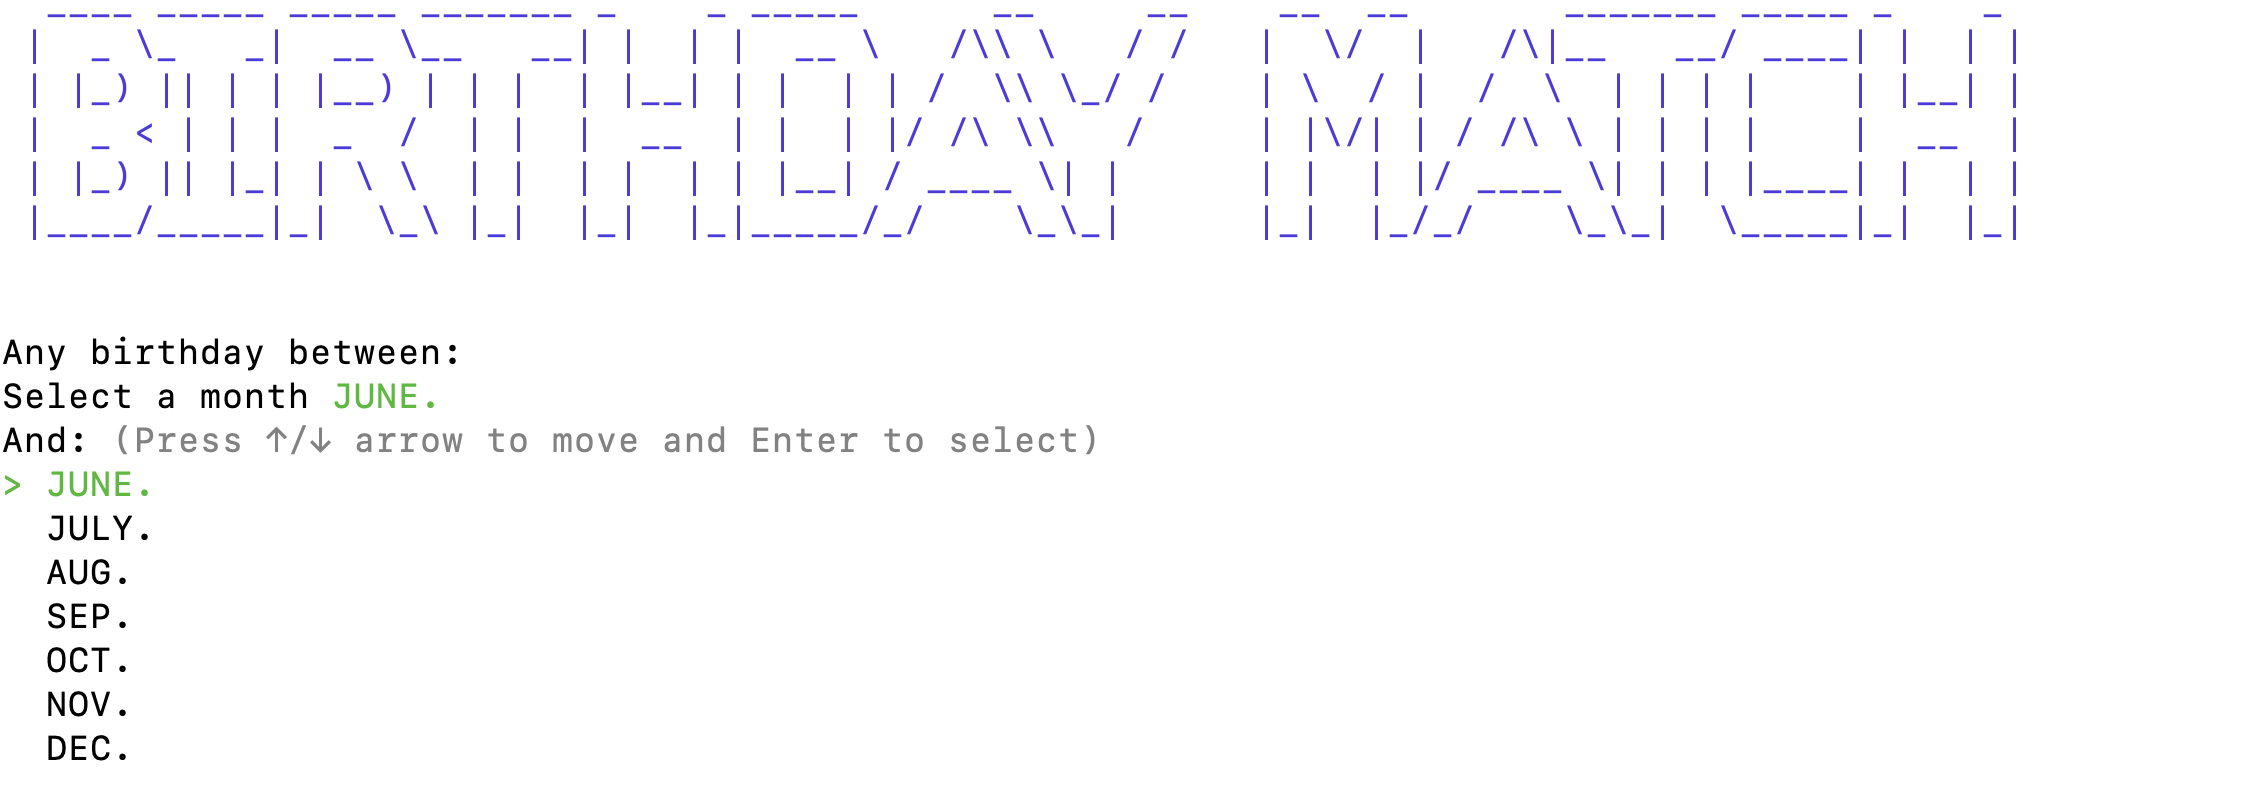 BIRTHDAY MATCH
Any birthday between:
Select a month JUNE.
And: (Press ↑/↓ arrow to move and Enter to select)
> JUNE.
JULY.
AUG.
SEP.
OCT.
NOV.
DEC.